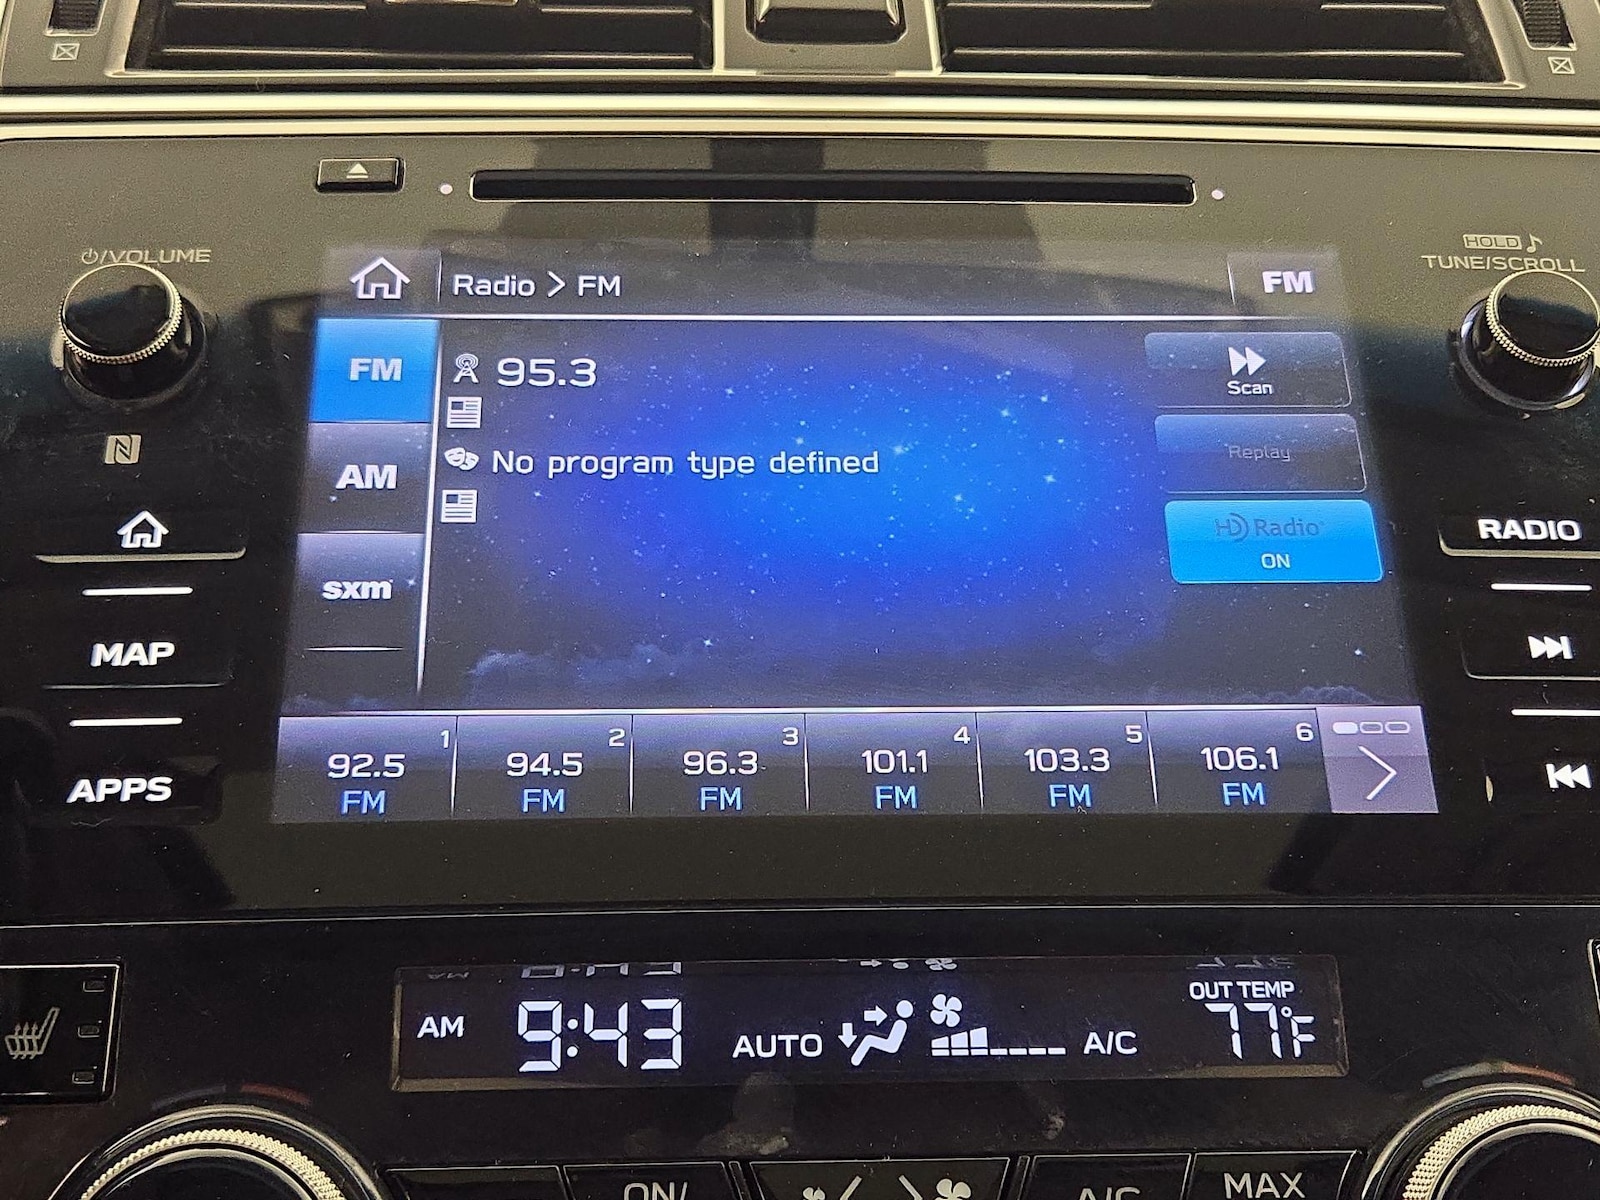 ⏻/VOLUME
HOLD ♪
TUNE/SCROLL
Radio > FM
FM
FM
95.3
Scan
AM
No program type defined
Replay
HD Radio
ON
sxm
RADIO
MAP
APPS
1
2
3
4
5
6
92.5
94.5
96.3
101.1
103.3
106.1
FM
FM
FM
FM
FM
FM
OUT TEMP
AM 9:43 AUTO A/C 77°F
ON/
A/C
MAX